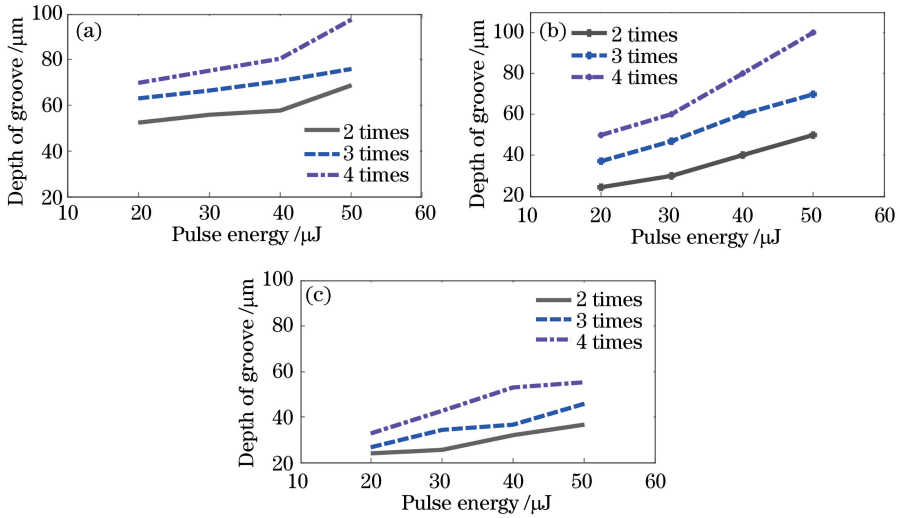 (a)
100
80
60
40
20
10 20 30 40 50 60
Depth of groove /μm
Pulse energy /μJ
2 times
3 times
4 times
(b)
100
80
60
40
20
10 20 30 40 50 60
Depth of groove /μm
Pulse energy /μJ
2 times
3 times
4 times
(c)
100
80
60
40
20
10 20 30 40 50 60
Depth of groove /μm
Pulse energy /μJ
2 times
3 times
4 times